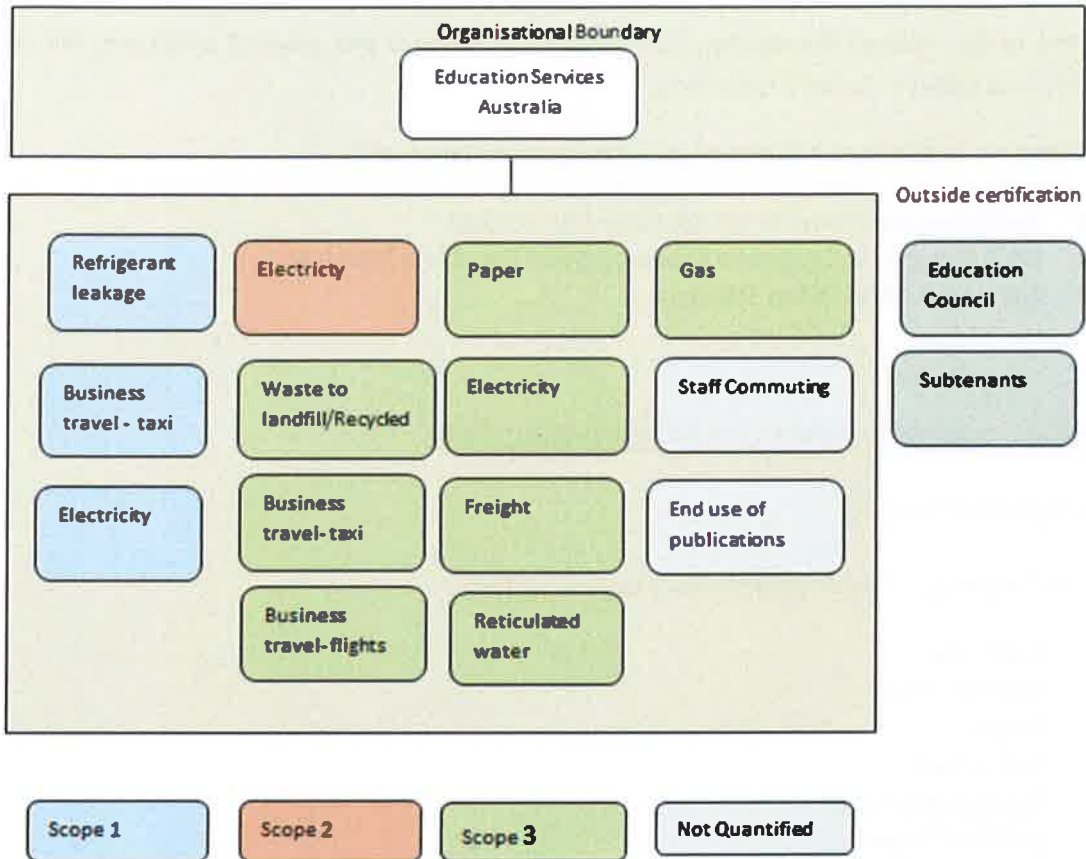 Organisational Boundary
Education Services
Australia
Outside certification
Refrigerant
leakage
Electricty
Paper
Gas
Education
Council
Business
travel - taxi
Waste to
landfill/Recycled
Electricity
Staff Commuting
Subtenants
Electricity
Business
travel-taxi
Freight
End use of
publications
Business
travel-flights
Reticulated
water
Scope 1
Scope 2
Scope 3
Not Quantified